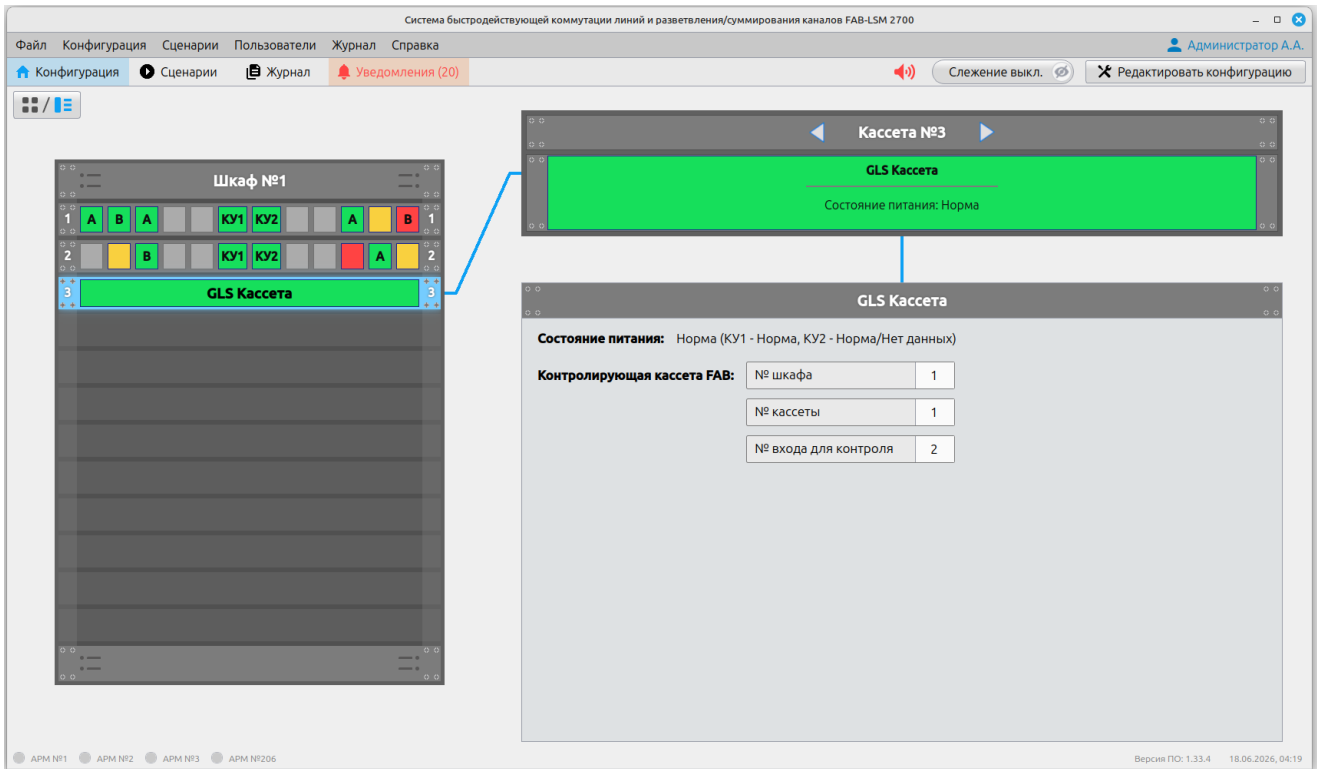 Система быстродействующей коммутации линий и разветвления/суммирования каналов FAB-LSM 2700
Файл Конфигурация Сценарии Пользователи Журнал Справка Администратор А.А.
Конфигурация Сценарии Журнал Уведомления (20) Слежение выкл. Редактировать конфигурацию
Кассета №3
GLS Кассета
Состояние питания: Норма
Шкаф №1
1 A B A КУ1 КУ2 A B 1
2 B КУ1 КУ2 A 2
3 GLS Кассета 3
GLS Кассета
Состояние питания: Норма (КУ1 - Норма, КУ2 - Норма/Нет данных)
Контролирующая кассета FAB: № шкафа 1
№ кассеты 1
№ входа для контроля 2
АРМ №1 АРМ №2 АРМ №3 АРМ №206 Версия ПО: 1.33.4 18.06.2026, 04:19